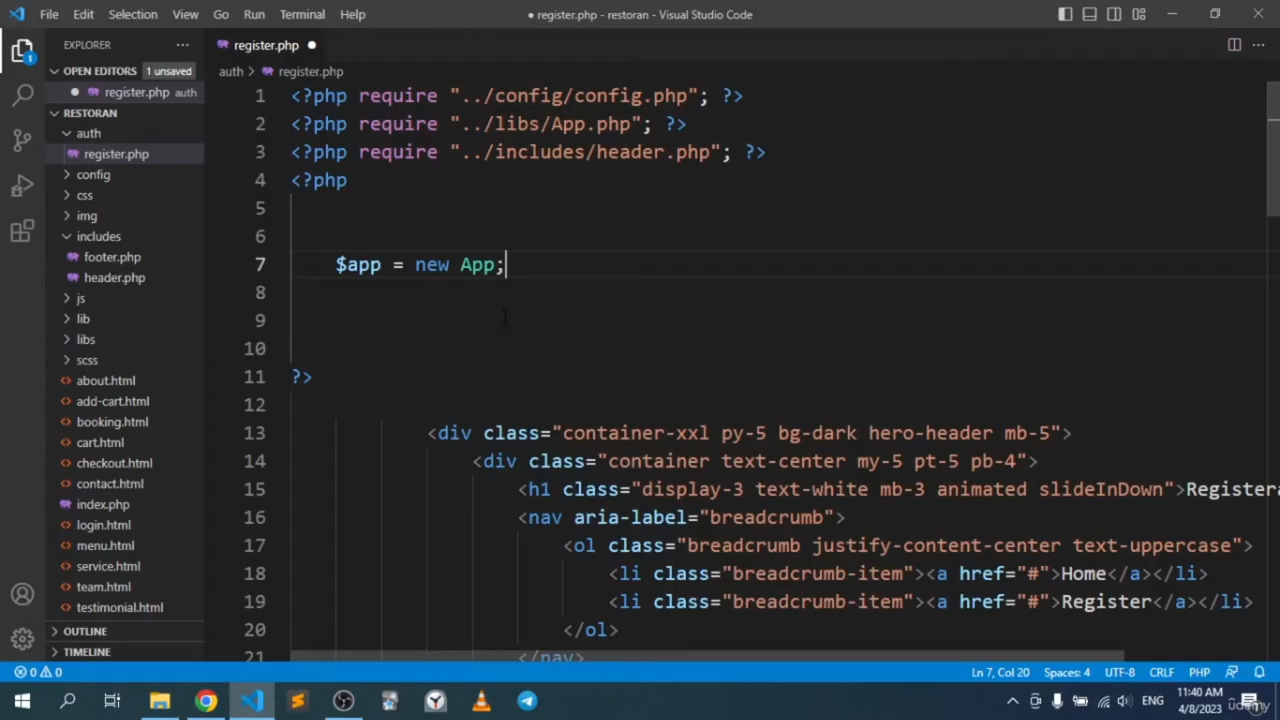 File Edit Selection View Go Run Terminal Help
● register.php - restoran - Visual Studio Code
EXPLORER
register.php
OPEN EDITORS 1 unsaved
auth > register.php
register.php auth
RESTORAN
auth
register.php
config
css
img
includes
footer.php
header.php
js
lib
libs
scss
about.html
add-cart.html
booking.html
cart.html
checkout.html
contact.html
index.php
login.html
menu.html
service.html
team.html
testimonial.html
OUTLINE
TIMELINE
1
1 <?php require "../config/config.php"; ?>
2 <?php require "../libs/App.php"; ?>
3 <?php require "../includes/header.php"; ?>
4 <?php
5
6
7 $app = new App;
8
9
10
11 ?>
12
13 <div class="container-xxl py-5 bg-dark hero-header mb-5">
14 <div class="container text-center my-5 pt-5 pb-4">
15 <h1 class="display-3 text-white mb-3 animated slideInDown">Registera
16 <nav aria-label="breadcrumb">
17 <ol class="breadcrumb justify-content-center text-uppercase">
18 <li class="breadcrumb-item"><a href="#">Home</a></li>
19 <li class="breadcrumb-item"><a href="#">Register</a></li>
20 </ol>
21 </nav>
0 0
Ln 7, Col 20 Spaces: 4 UTF-8 CRLF PHP
ENG
11:40 AM
4/8/2023
udemy